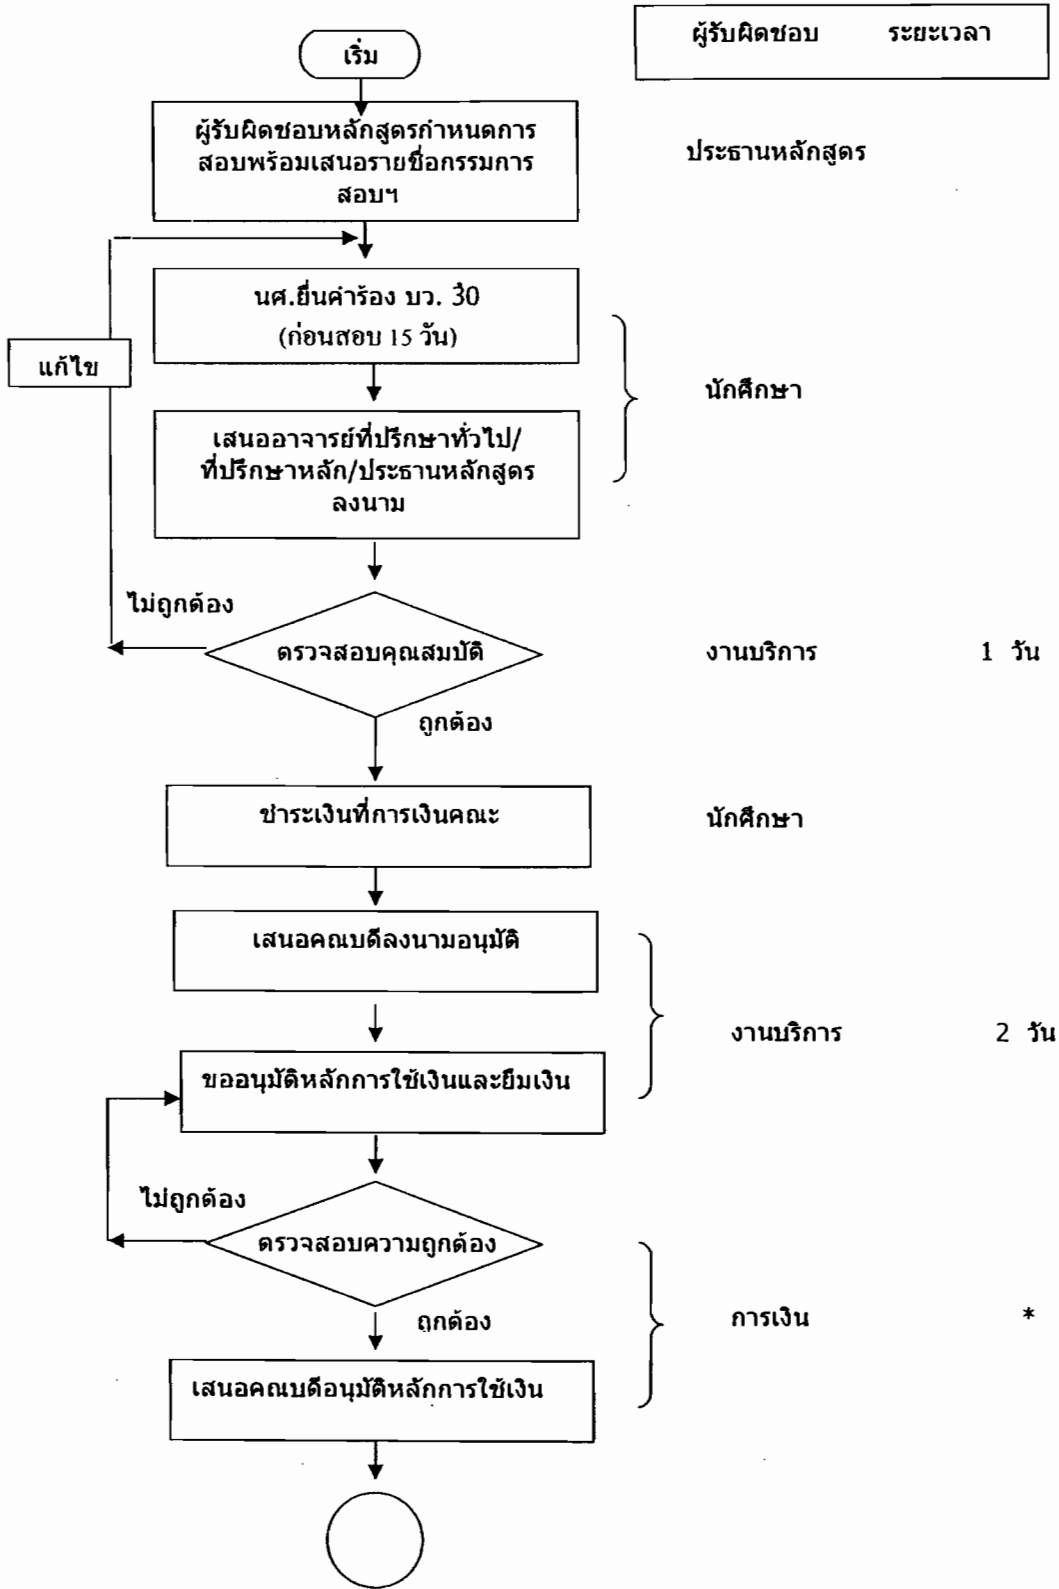 ผู้รับผิดชอบ ระยะเวลา
เริ่ม
ผู้รับผิดชอบหลักสูตรกำหนดการ
สอบพร้อมเสนอรายชื่อกรรมการ
สอบฯ
ประธานหลักสูตร
นศ.ยื่นคำร้อง บว. 30
(ก่อนสอบ 15 วัน)
แก้ไข
นักศึกษา
เสนออาจารย์ที่ปรึกษาทั่วไป/
ที่ปรึกษาหลัก/ประธานหลักสูตร
ลงนาม
ไม่ถูกต้อง
ตรวจสอบคุณสมบัติ
งานบริการ 1 วัน
ถูกต้อง
ชำระเงินที่การเงินคณะ
นักศึกษา
เสนอคณบดีลงนามอนุมัติ
งานบริการ 2 วัน
ขออนุมัติหลักการใช้เงินและยืมเงิน
ไม่ถูกต้อง
ตรวจสอบความถูกต้อง
ถูกต้อง
การเงิน *
เสนอคณบดีอนุมัติหลักการใช้เงิน